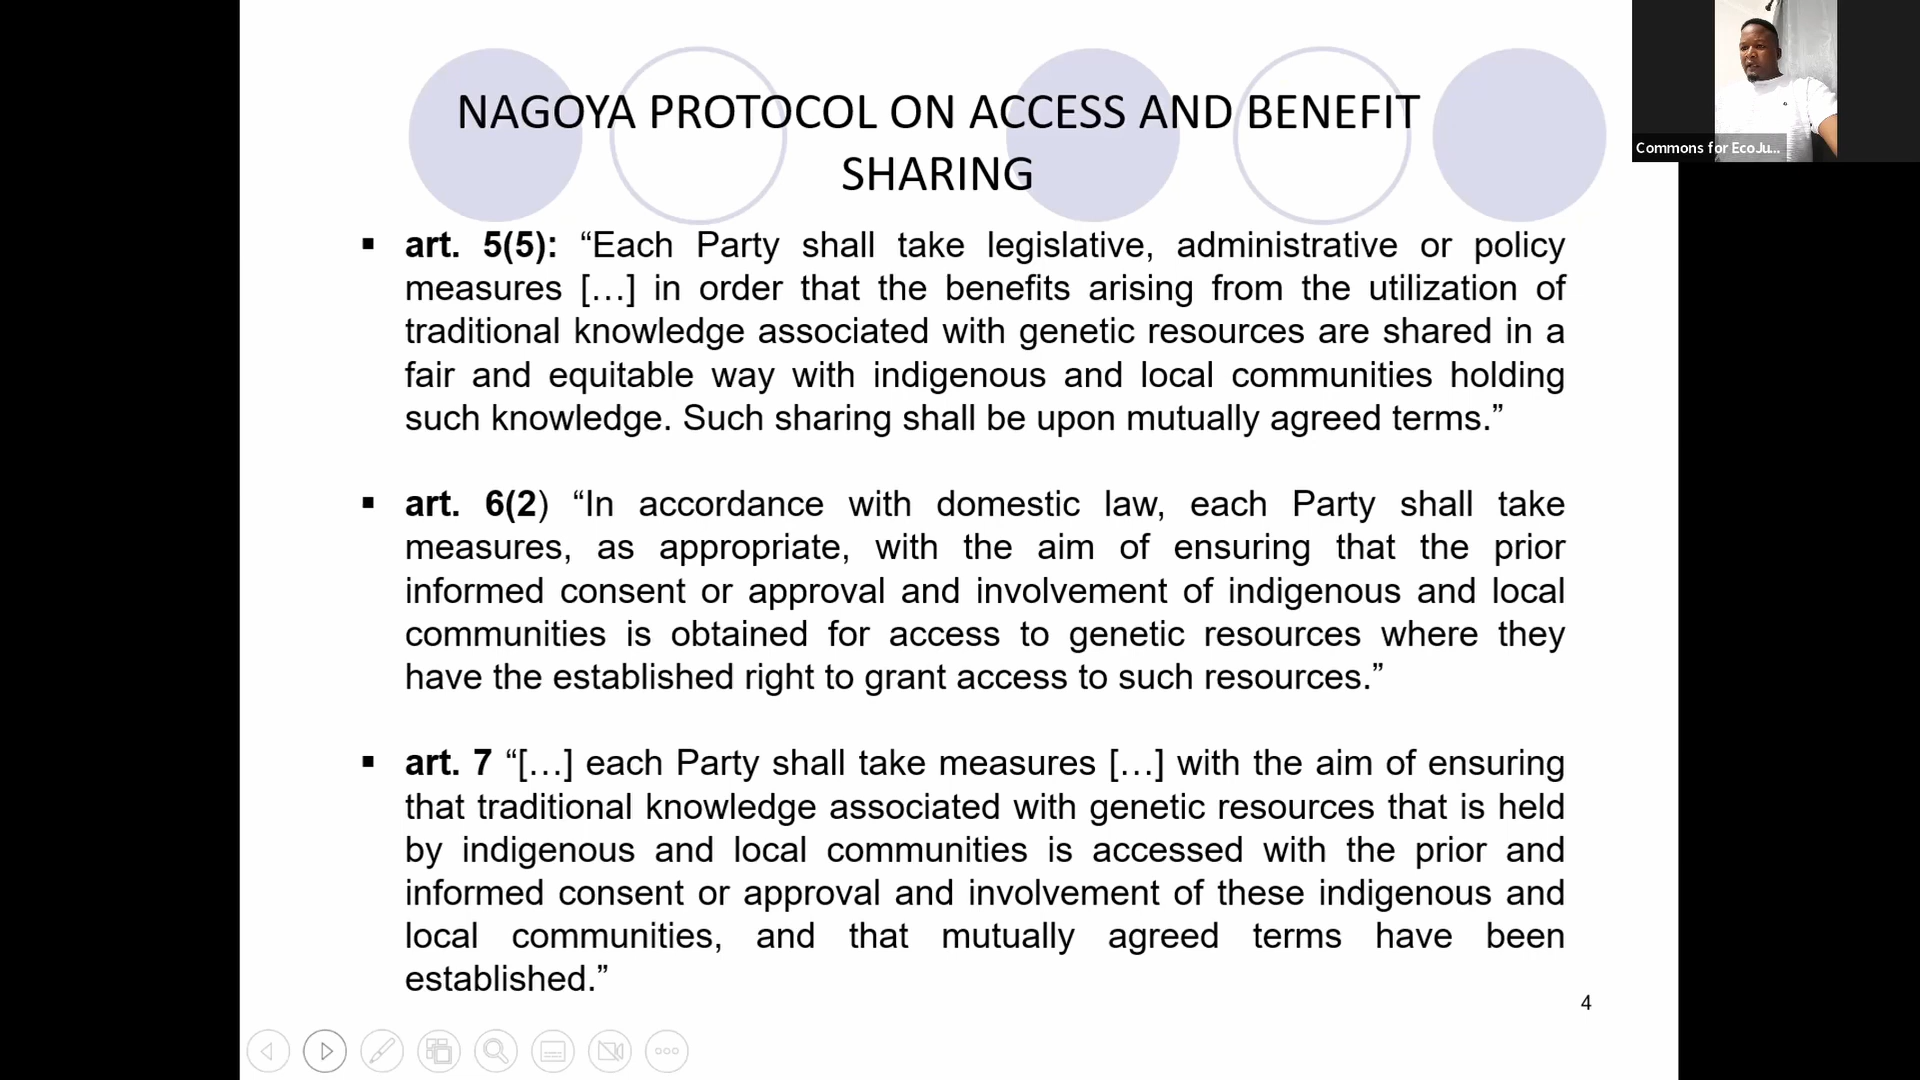 NAGOYA PROTOCOL ON ACCESS AND BENEFIT
SHARING
Commons for EcoJu...
▪ art. 5(5): “Each Party shall take legislative, administrative or policy
measures […] in order that the benefits arising from the utilization of
traditional knowledge associated with genetic resources are shared in a
fair and equitable way with indigenous and local communities holding
such knowledge. Such sharing shall be upon mutually agreed terms.”
▪ art. 6(2) “In accordance with domestic law, each Party shall take
measures, as appropriate, with the aim of ensuring that the prior
informed consent or approval and involvement of indigenous and local
communities is obtained for access to genetic resources where they
have the established right to grant access to such resources.”
▪ art. 7 “[…] each Party shall take measures […] with the aim of ensuring
that traditional knowledge associated with genetic resources that is held
by indigenous and local communities is accessed with the prior and
informed consent or approval and involvement of these indigenous and
local communities, and that mutually agreed terms have been
established.”
4